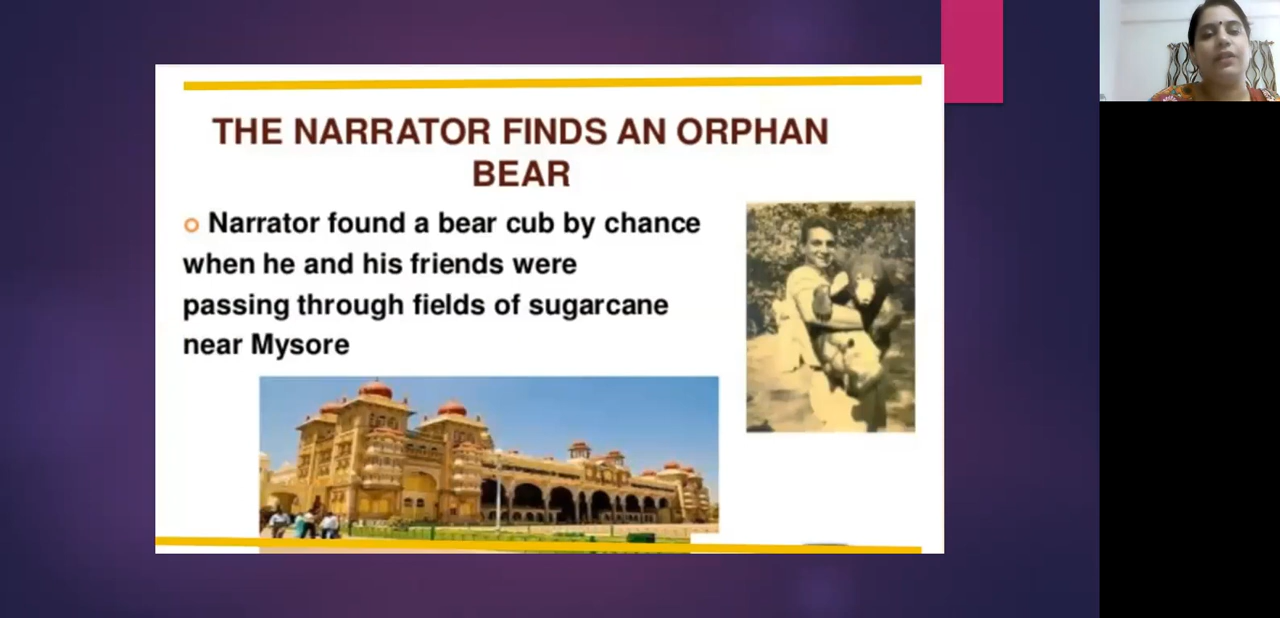 THE NARRATOR FINDS AN ORPHAN
BEAR
Narrator found a bear cub by chance
when he and his friends were
passing through fields of sugarcane
near Mysore